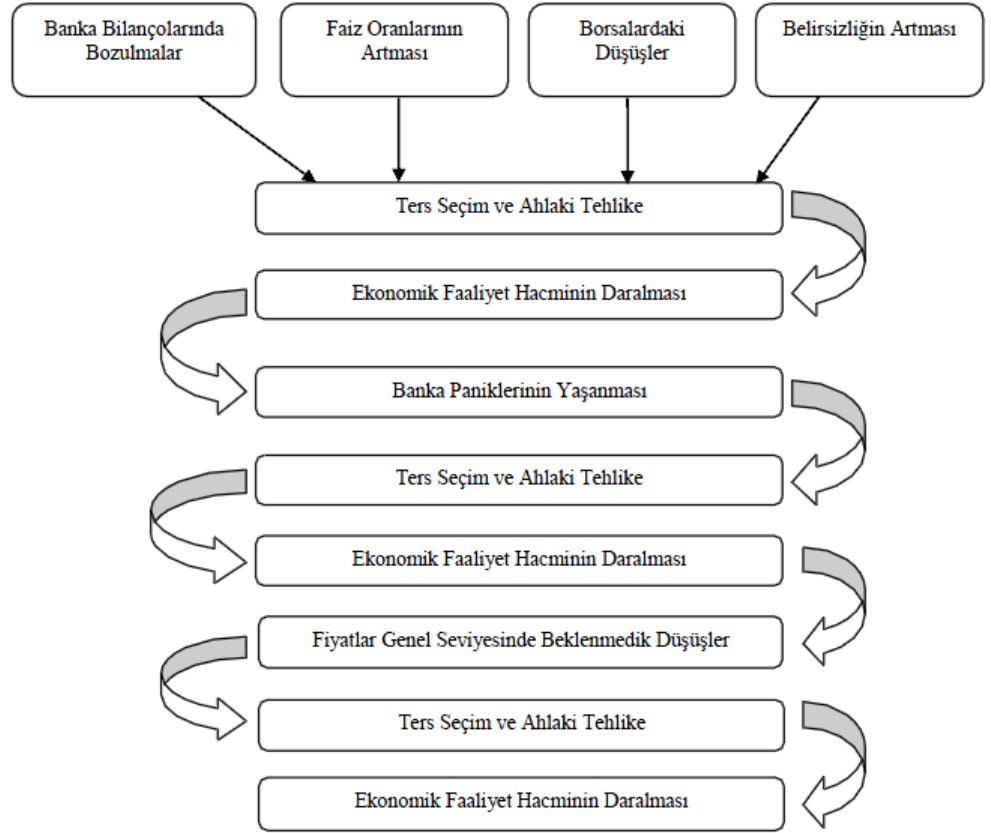 Banka Bilançolarında
Bozulmalar
Faiz Oranlarının
Artması
Borsalardaki
Düşüşler
Belirsizliğin Artması
Ters Seçim ve Ahlaki Tehlike
Ekonomik Faaliyet Hacminin Daralması
Banka Paniklerinin Yaşanması
Ters Seçim ve Ahlaki Tehlike
Ekonomik Faaliyet Hacminin Daralması
Fiyatlar Genel Seviyesinde Beklenmedik Düşüşler
Ters Seçim ve Ahlaki Tehlike
Ekonomik Faaliyet Hacminin Daralması